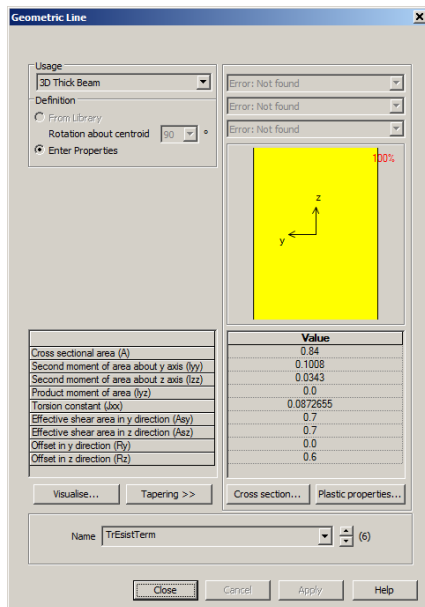 Geometric Line
Usage
3D Thick Beam
Definition
From Library
Rotation about centroid 90 °
Enter Properties
Error: Not found
Error: Not found
Error: Not found
100%
z
y
Value
Cross sectional area (A) 0.84
Second moment of area about y axis (Iyy) 0.1008
Second moment of area about z axis (Izz) 0.0343
Product moment of area (Iyz) 0.0
Torsion constant (Jxx) 0.0872655
Effective shear area in y direction (Asy) 0.7
Effective shear area in z direction (Asz) 0.7
Offset in y direction (Ry) 0.0
Offset in z direction (Rz) 0.6
Visualise... Tapering >> Cross section... Plastic properties...
Name TrEsistTerm (6)
Close Cancel Apply Help